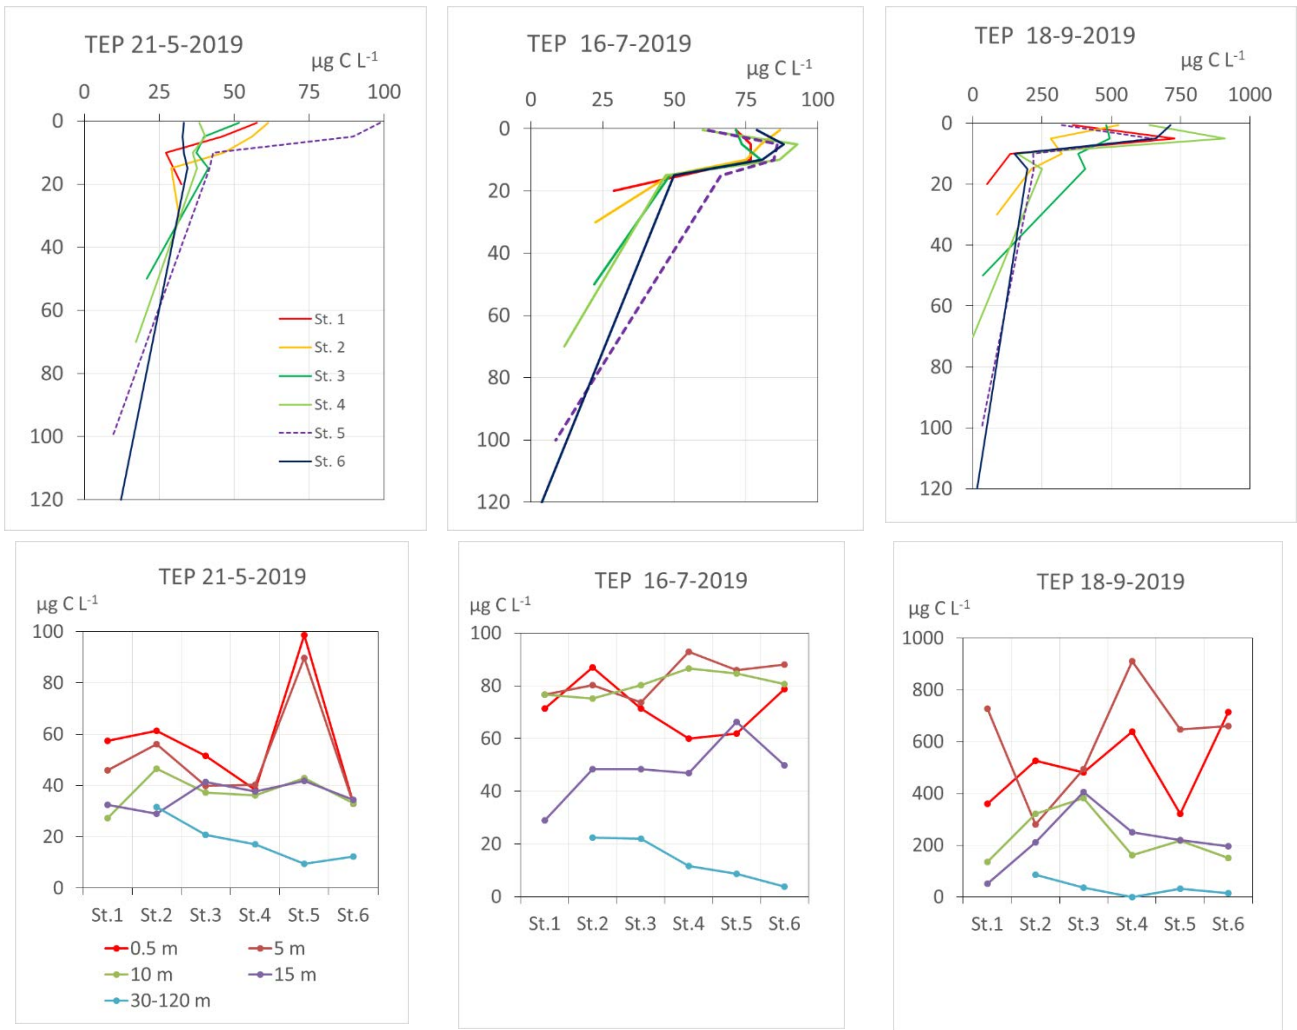 TEP 21-5-2019
µg C L-1
0 25 50 75 100
0
20
40
60
80
100
120
St. 1
St. 2
St. 3
St. 4
St. 5
St. 6
TEP 16-7-2019
µg C L-1
0 25 50 75 100
0
20
40
60
80
100
120
TEP 18-9-2019
µg C L-1
0 250 500 750 1000
0
20
40
60
80
100
120
TEP 21-5-2019
µg C L-1
100
80
60
40
20
0
St.1 St.2 St.3 St.4 St.5 St.6
0.5 m 5 m
10 m 15 m
30-120 m
TEP 16-7-2019
µg C L-1
100
80
60
40
20
0
St.1 St.2 St.3 St.4 St.5 St.6
TEP 18-9-2019
µg C L-1
1000
800
600
400
200
0
St.1 St.2 St.3 St.4 St.5 St.6